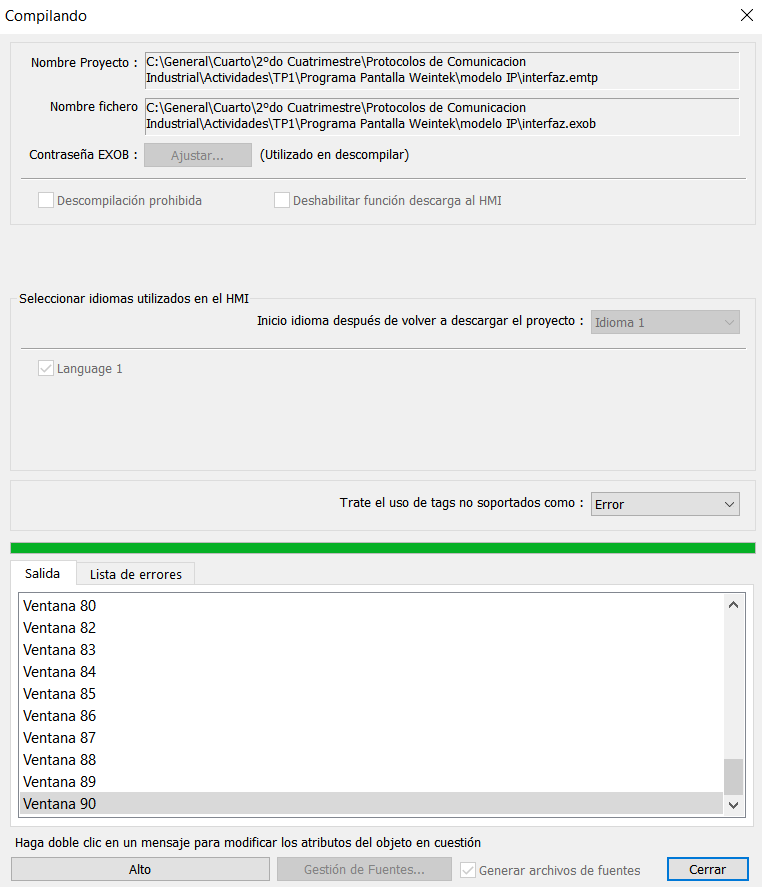 Compilando
Nombre Proyecto :
C:\General\Cuarto\2ºdo Cuatrimestre\Protocolos de Comunicacion
Industrial\Actividades\TP1\Programa Pantalla Weintek\modelo IP\interfaz.emtp
Nombre fichero
C:\General\Cuarto\2ºdo Cuatrimestre\Protocolos de Comunicacion
Industrial\Actividades\TP1\Programa Pantalla Weintek\modelo IP\interfaz.exob
Contraseña EXOB : Ajustar... (Utilizado en descompilar)
Descompilación prohibida Deshabilitar función descarga al HMI
Seleccionar idiomas utilizados en el HMI
Inicio idioma después de volver a descargar el proyecto : Idioma 1
Language 1
Trate el uso de tags no soportados como : Error
Salida Lista de errores
Ventana 80
Ventana 82
Ventana 83
Ventana 84
Ventana 85
Ventana 86
Ventana 87
Ventana 88
Ventana 89
Ventana 90
Haga doble clic en un mensaje para modificar los atributos del objeto en cuestión
Alto Gestión de Fuentes... Generar archivos de fuentes Cerrar